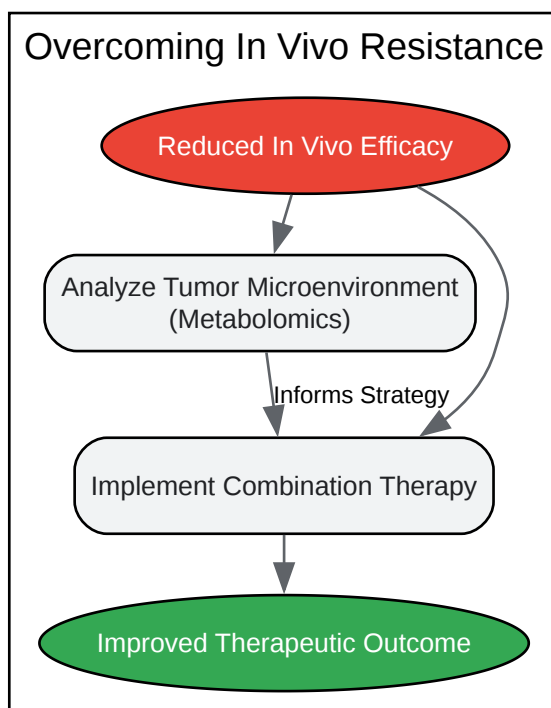 Overcoming In Vivo Resistance
Reduced In Vivo Efficacy
Analyze Tumor Microenvironment
(Metabolomics)
Informs Strategy
Implement Combination Therapy
Improved Therapeutic Outcome